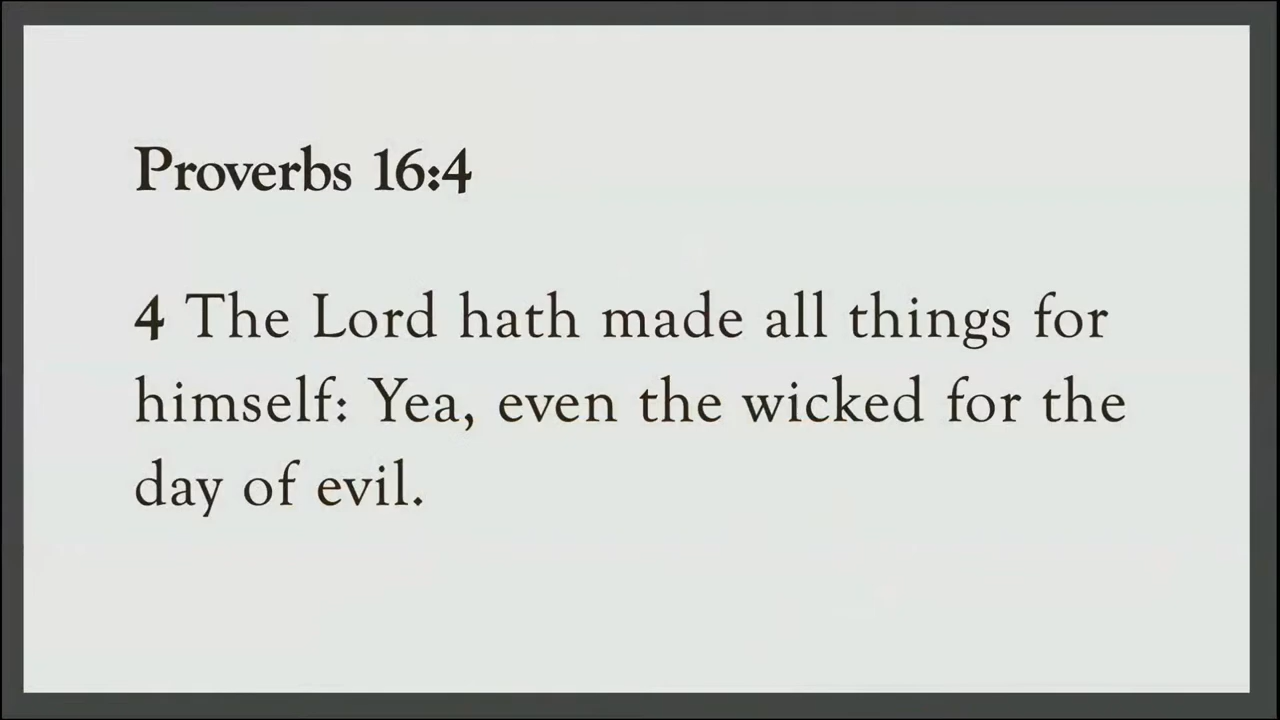 Proverbs 16:4
4 The Lord hath made all things for
himself: Yea, even the wicked for the
day of evil.